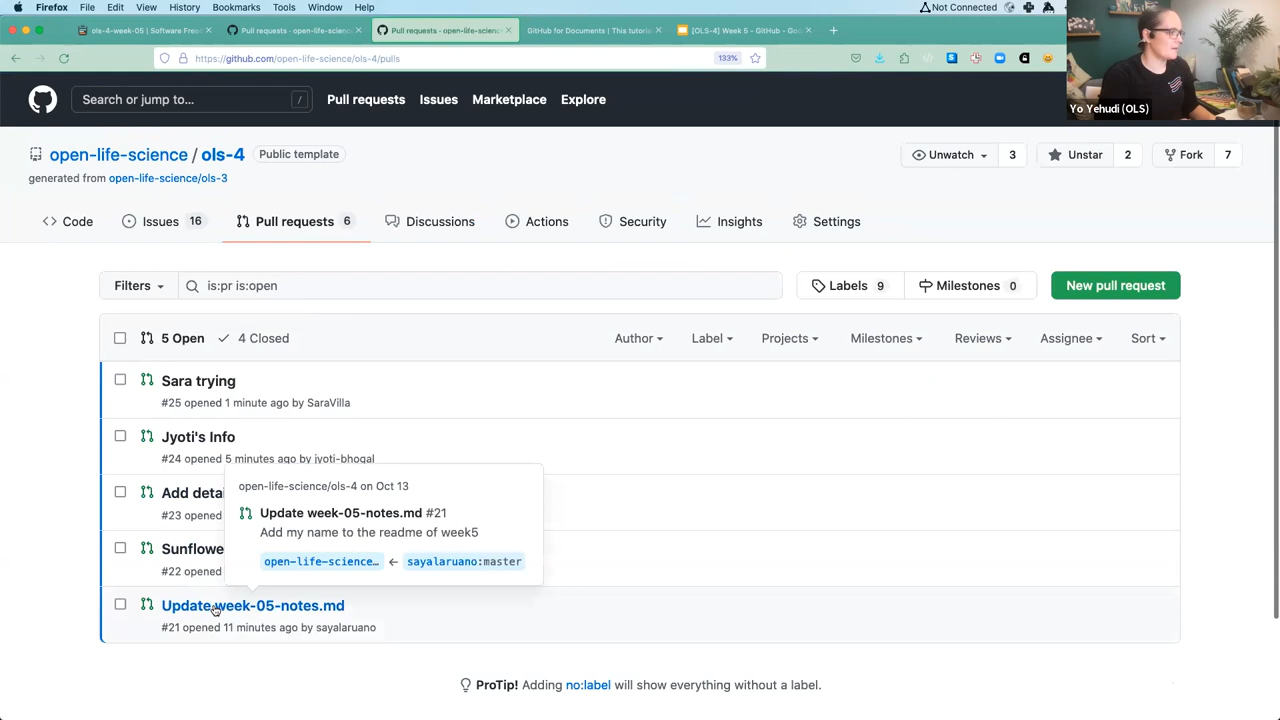 Firefox File Edit View History Bookmarks Tools Window Help
Not Connected
ols-4-week-05 | Software Free
Pull requests - open-life-science/
Pull requests - open-life-science
GitHub for Documents | This tutoria
[OLS-4] Week 5 - GitHub - Goo
https://github.com/open-life-science/ols-4/pulls
133%
Yo Yehudi (OLS)
Search or jump to... /
Pull requests Issues Marketplace Explore
open-life-science / ols-4 Public template
Unwatch 3 Unstar 2 Fork 7
generated from open-life-science/ols-3
Code Issues 16 Pull requests 6 Discussions Actions Security Insights Settings
Filters is:pr is:open Labels 9 Milestones 0 New pull request
5 Open 4 Closed Author Label Projects Milestones Reviews Assignee Sort
Sara trying
#25 opened 1 minute ago by SaraVilla
Jyoti's Info
#24 opened 5 minutes ago by jyoti-bhogal
Add detai
#23 opened
Sunflowe
#22 opened
open-life-science/ols-4 on Oct 13
Update week-05-notes.md #21
Add my name to the readme of week5
open-life-science… ← sayalaruano:master
Update week-05-notes.md
#21 opened 11 minutes ago by sayalaruano
ProTip! Adding no:label will show everything without a label.